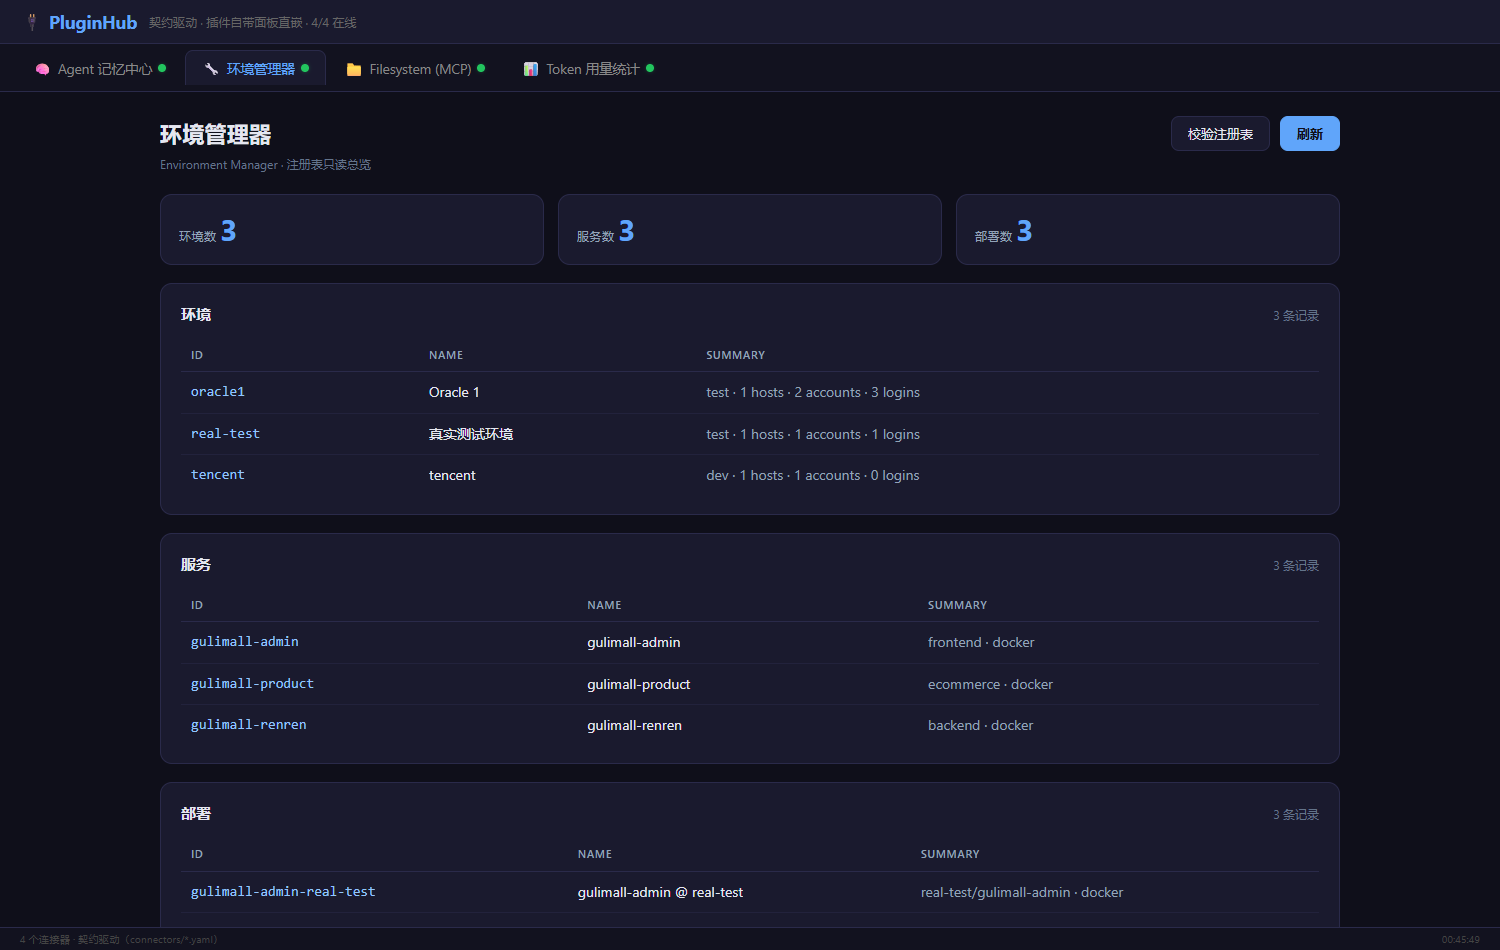 PluginHub 契约驱动 · 插件自带面板直嵌 · 4/4 在线
Agent 记忆中心 环境管理器 Filesystem (MCP) Token 用量统计
环境管理器
校验注册表 刷新
Environment Manager · 注册表只读总览
环境数 3 服务数 3 部署数 3
环境 3 条记录
ID NAME SUMMARY
oracle1 Oracle 1 test · 1 hosts · 2 accounts · 3 logins
real-test 真实测试环境 test · 1 hosts · 1 accounts · 1 logins
tencent tencent dev · 1 hosts · 1 accounts · 0 logins
服务 3 条记录
ID NAME SUMMARY
gulimall-admin gulimall-admin frontend · docker
gulimall-product gulimall-product ecommerce · docker
gulimall-renren gulimall-renren backend · docker
部署 3 条记录
ID NAME SUMMARY
gulimall-admin-real-test gulimall-admin @ real-test real-test/gulimall-admin · docker
4 个连接器 · 契约驱动（connectors/*.yaml） 00:45:49